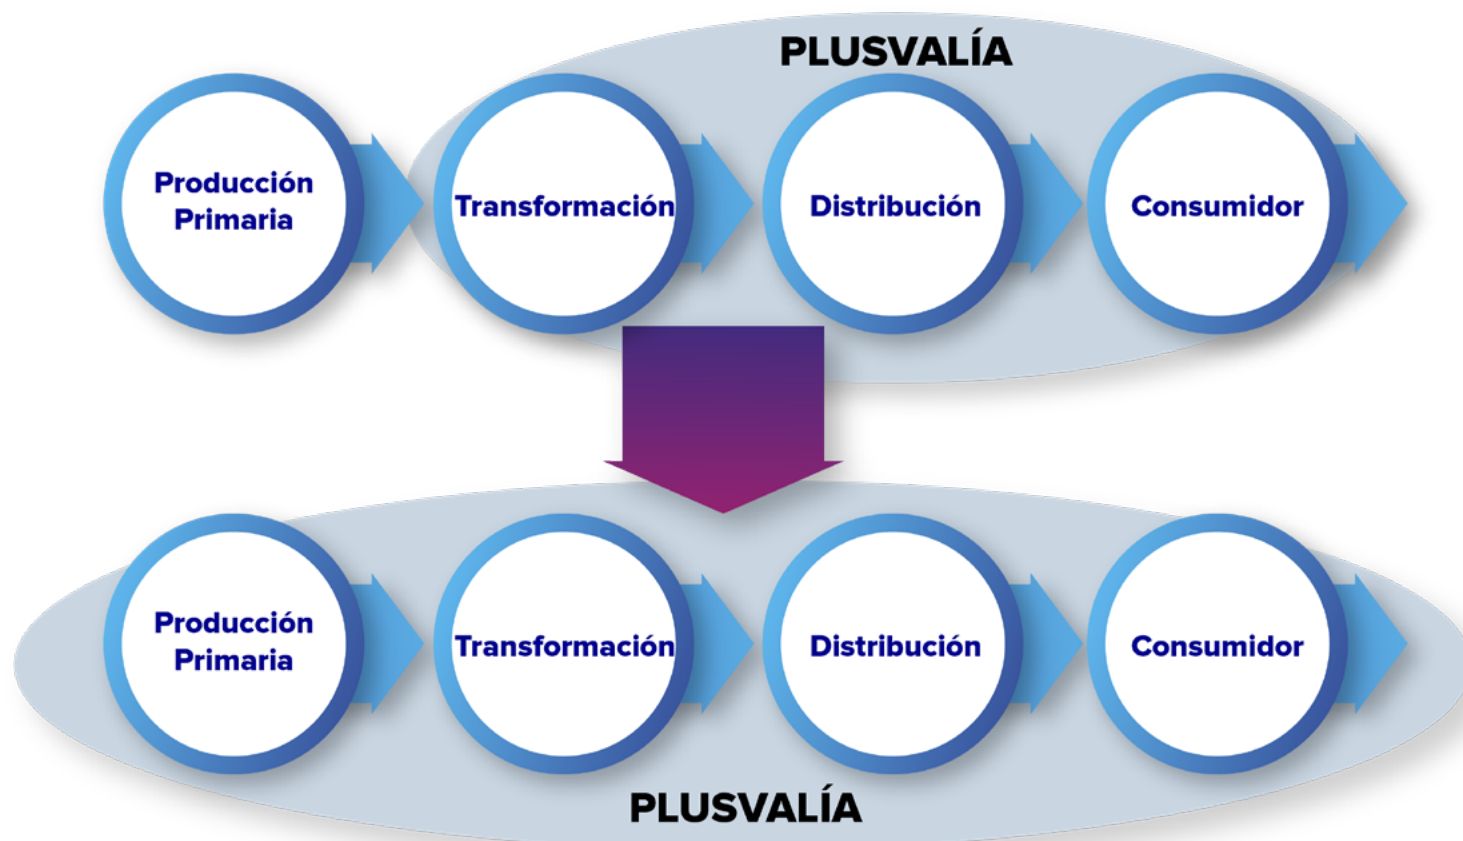 PLUSVALÍA
Producción
Primaria
Transformación
Distribución
Consumidor
Producción
Primaria
Transformación
Distribución
Consumidor
PLUSVALÍA